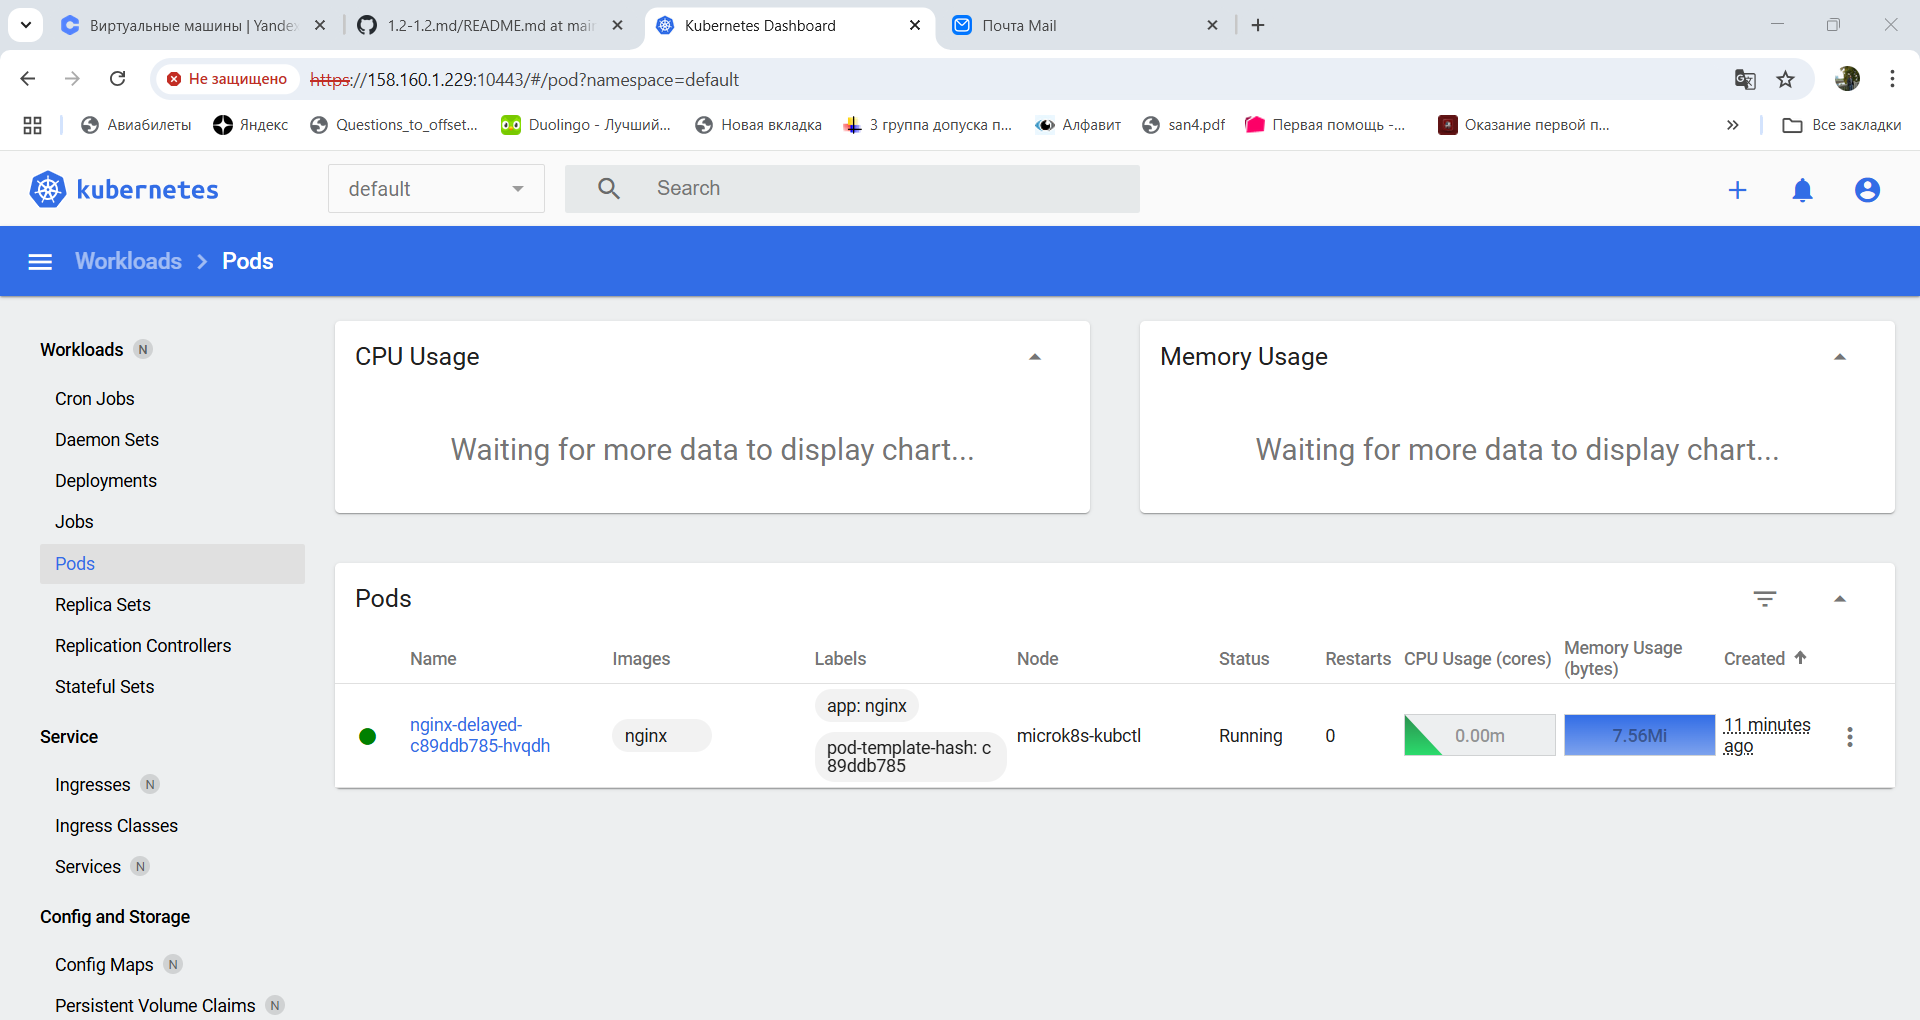 Виртуальные машины | Yandex
1.2-1.2.md/README.md at main
Kubernetes Dashboard
Почта Mail
Не защищено
https://158.160.1.229:10443/#/pod?namespace=default
Авиабилеты
Яндекс
Questions_to_offset...
Duolingo - Лучший...
Новая вкладка
3 группа допуска п...
Алфавит
san4.pdf
Первая помощь -...
Оказание первой п...
Все закладки
kubernetes
default
Search
Workloads
Pods
Workloads N
Cron Jobs
Daemon Sets
Deployments
Jobs
Pods
Replica Sets
Replication Controllers
Stateful Sets
Service
Ingresses N
Ingress Classes
Services N
Config and Storage
Config Maps N
Persistent Volume Claims N
CPU Usage
Waiting for more data to display chart...
Memory Usage
Waiting for more data to display chart...
Pods
Name
Images
Labels
Node
Status
Restarts
CPU Usage (cores)
Memory Usage
(bytes)
Created
nginx-delayed-
c89ddb785-hvqdh
nginx
app: nginx
pod-template-hash: c
89ddb785
microk8s-kubctl
Running
0
0.00m
7.56Mi
11 minutes
ago